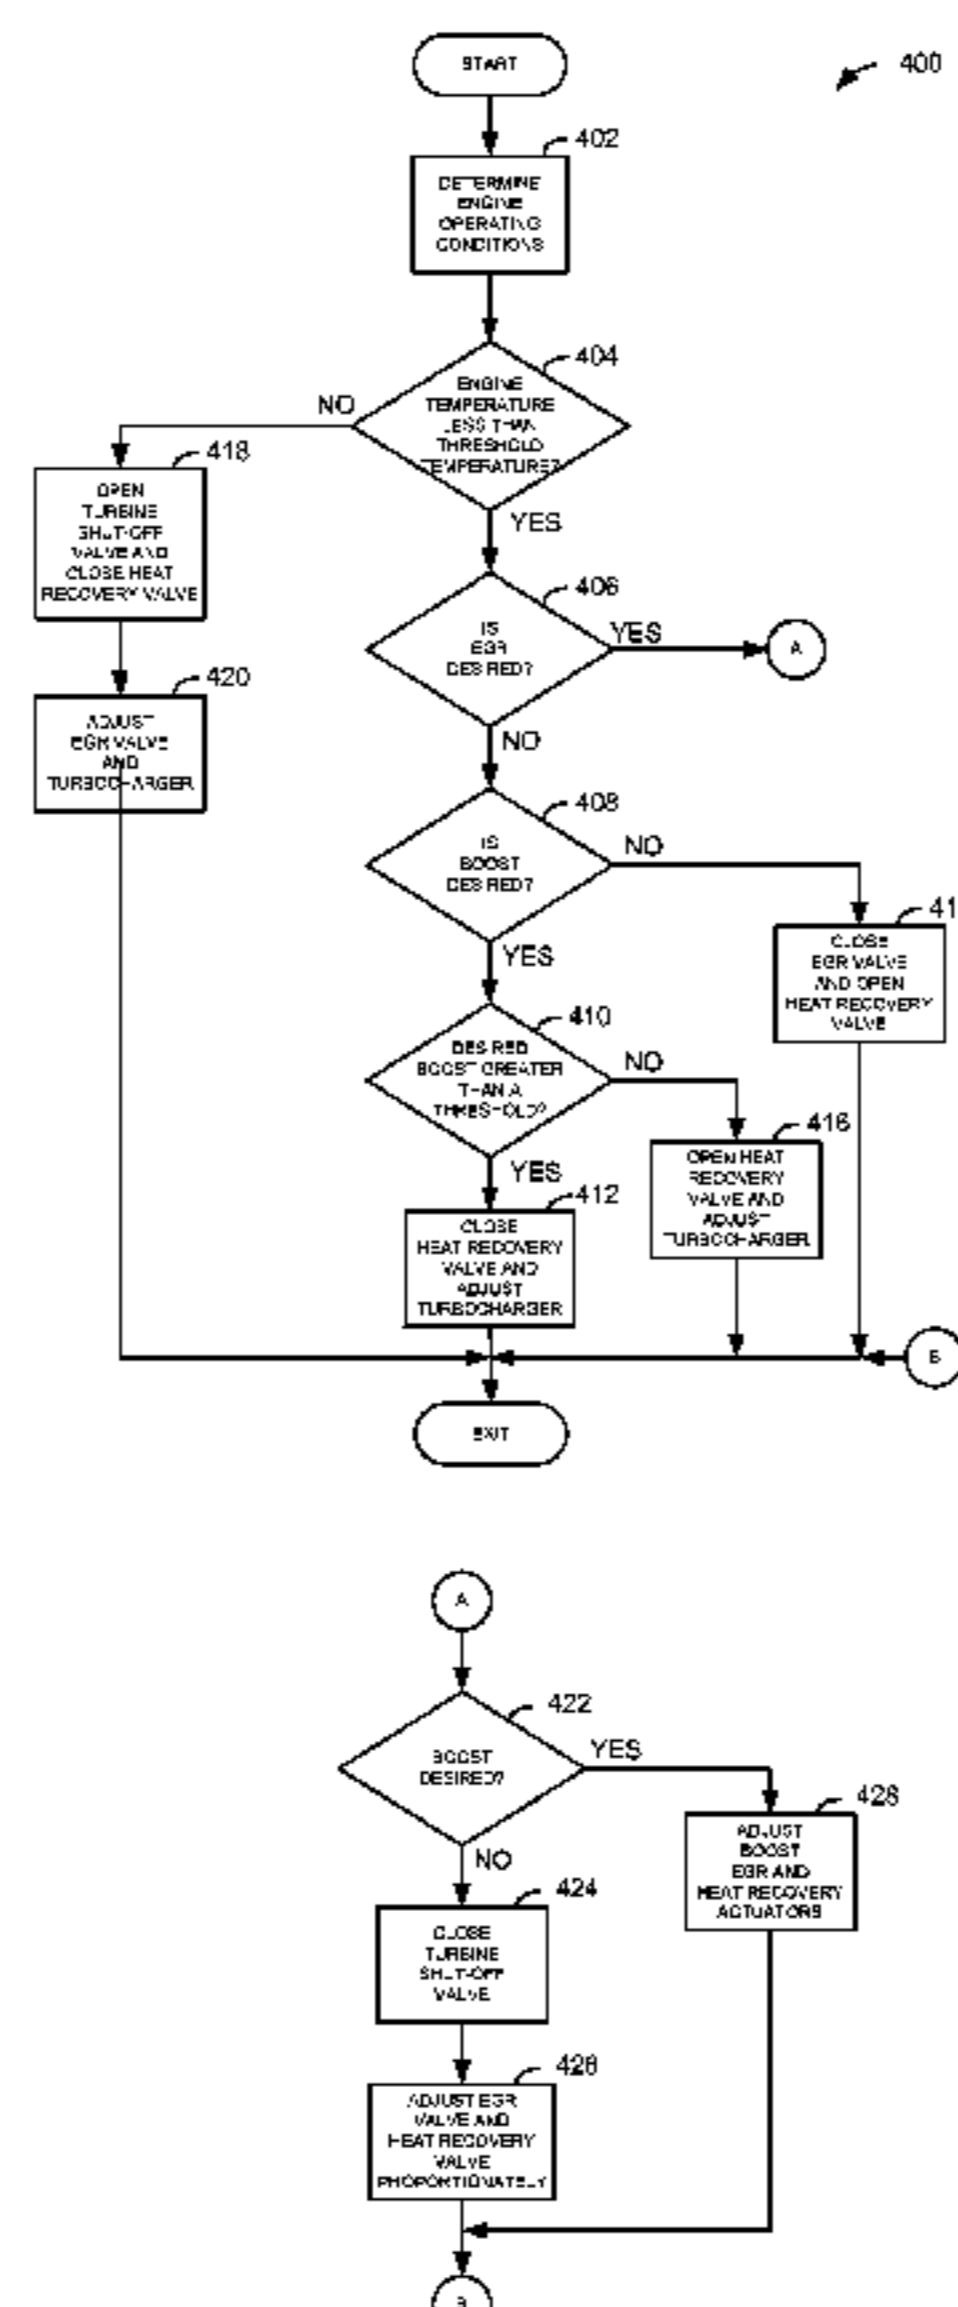 START
400
402
DETERMINE
ENGINE
OPERATING
CONDITIONS
404
ENGINE
TEMPERATURE
LESS THAN
THRESHOLD
TEMPERATURE?
NO
YES
418
OPEN
TURBINE
SHUT-OFF
VALVE AND
CLOSE HEAT
RECOVERY VALVE
406
IS
EGR
DESIRED?
YES
A
NO
420
ADJUST
EGR VALVE
AND
TURBOCHARGER
408
IS
BOOST
DESIRED?
NO
YES
41
CLOSE
EGR VALVE
AND OPEN
HEAT RECOVERY
VALVE
410
DESIRED
BOOST GREATER
THAN A
THRESHOLD?
NO
YES
416
OPEN HEAT
RECOVERY
VALVE AND
ADJUST
TURBOCHARGER
412
CLOSE
HEAT RECOVERY
VALVE AND
ADJUST
TURBOCHARGER
B
EXIT
A
422
BOOST
DESIRED?
YES
NO
428
ADJUST
BOOST
EGR AND
HEAT RECOVERY
ACTUATORS
424
CLOSE
TURBINE
SHUT-OFF
VALVE
426
ADJUST EGR
VALVE AND
HEAT RECOVERY
VALVE
PROPORTIONATELY
B